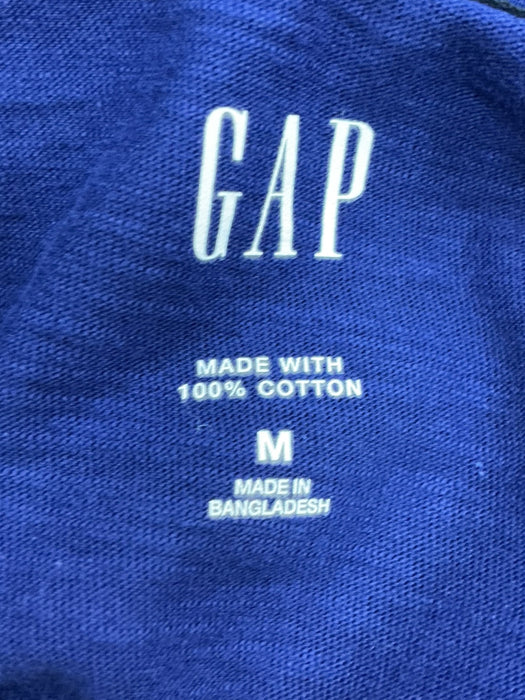 GAP
MADE WITH
100% COTTON
M
MADE IN
BANGLADESH